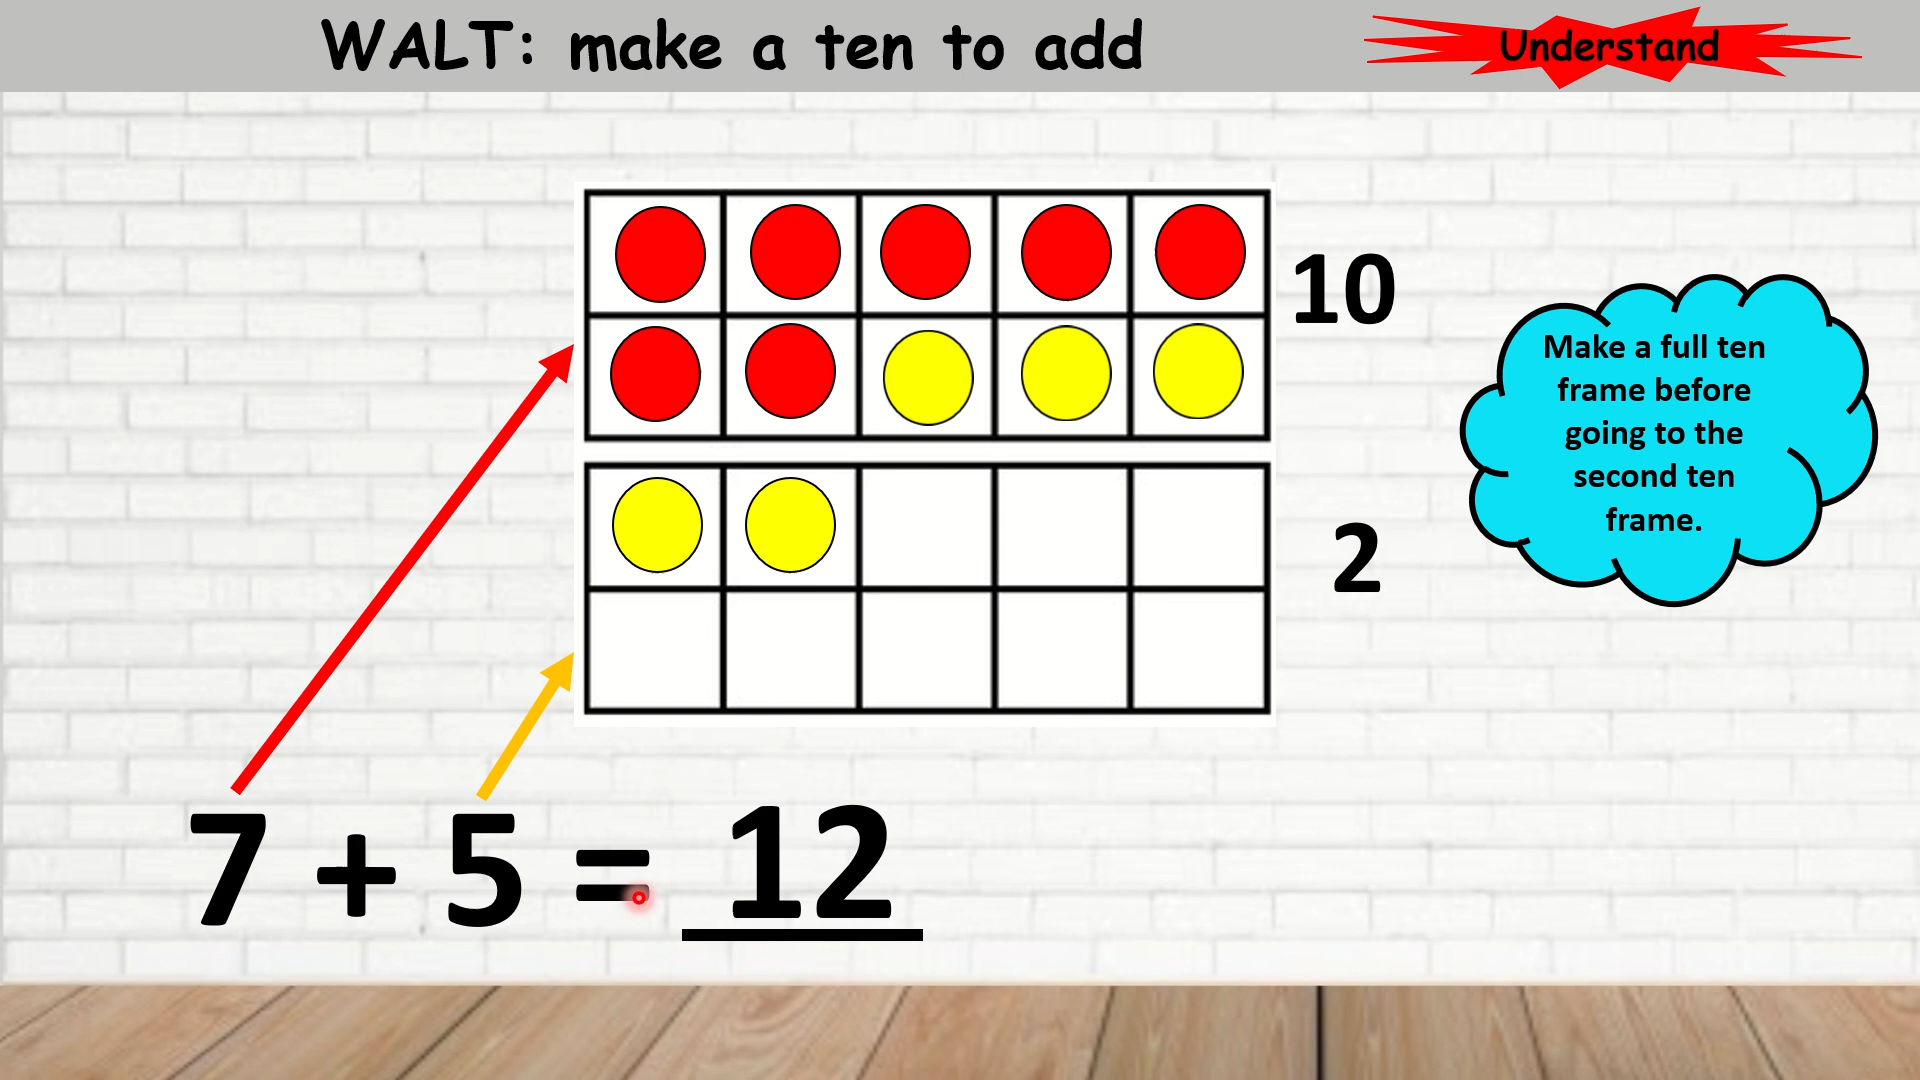 WALT: make a ten to add
Understand
10
Make a full ten
frame before
going to the
second ten
frame.
2
7 + 5 = 12